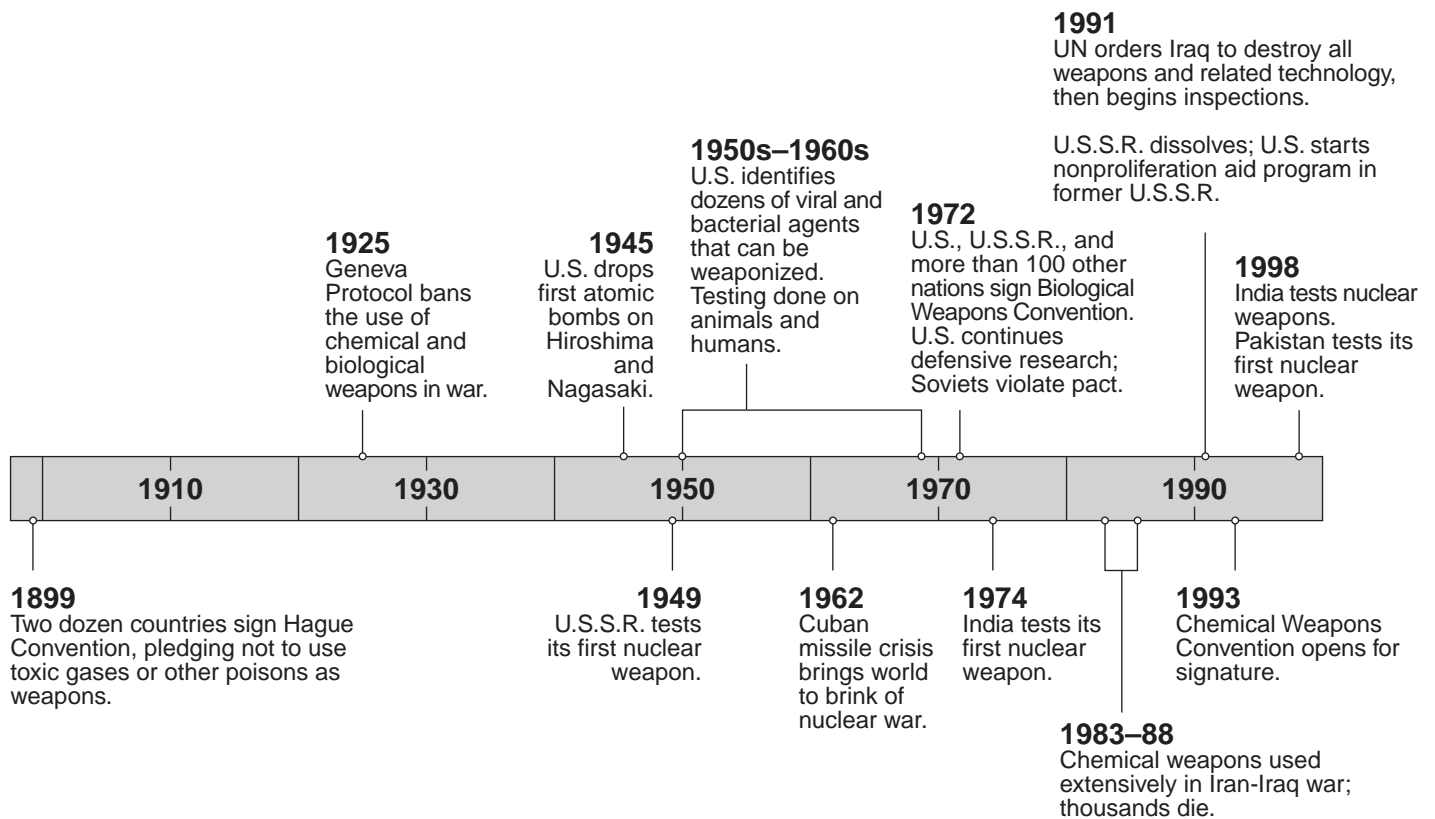 1991
UN orders Iraq to destroy all
weapons and related technology,
then begins inspections.
U.S.S.R. dissolves; U.S. starts
nonproliferation aid program in
former U.S.S.R.
1950s–1960s
U.S. identifies
dozens of viral and
bacterial agents
that can be
weaponized.
Testing done on
animals and
humans.
1972
U.S., U.S.S.R., and
more than 100 other
nations sign Biological
Weapons Convention.
U.S. continues
defensive research;
Soviets violate pact.
1925
Geneva
Protocol bans
the use of
chemical and
biological
weapons in war.
1945
U.S. drops
first atomic
bombs on
Hiroshima
and
Nagasaki.
1998
India tests nuclear
weapons.
Pakistan tests its
first nuclear
weapon.
1910
1930
1950
1970
1990
1899
Two dozen countries sign Hague
Convention, pledging not to use
toxic gases or other poisons as
weapons.
1949
U.S.S.R. tests
its first nuclear
weapon.
1962
Cuban
missile crisis
brings world
to brink of
nuclear war.
1974
India tests its
first nuclear
weapon.
1993
Chemical Weapons
Convention opens for
signature.
1983–88
Chemical weapons used
extensively in Iran-Iraq war;
thousands die.